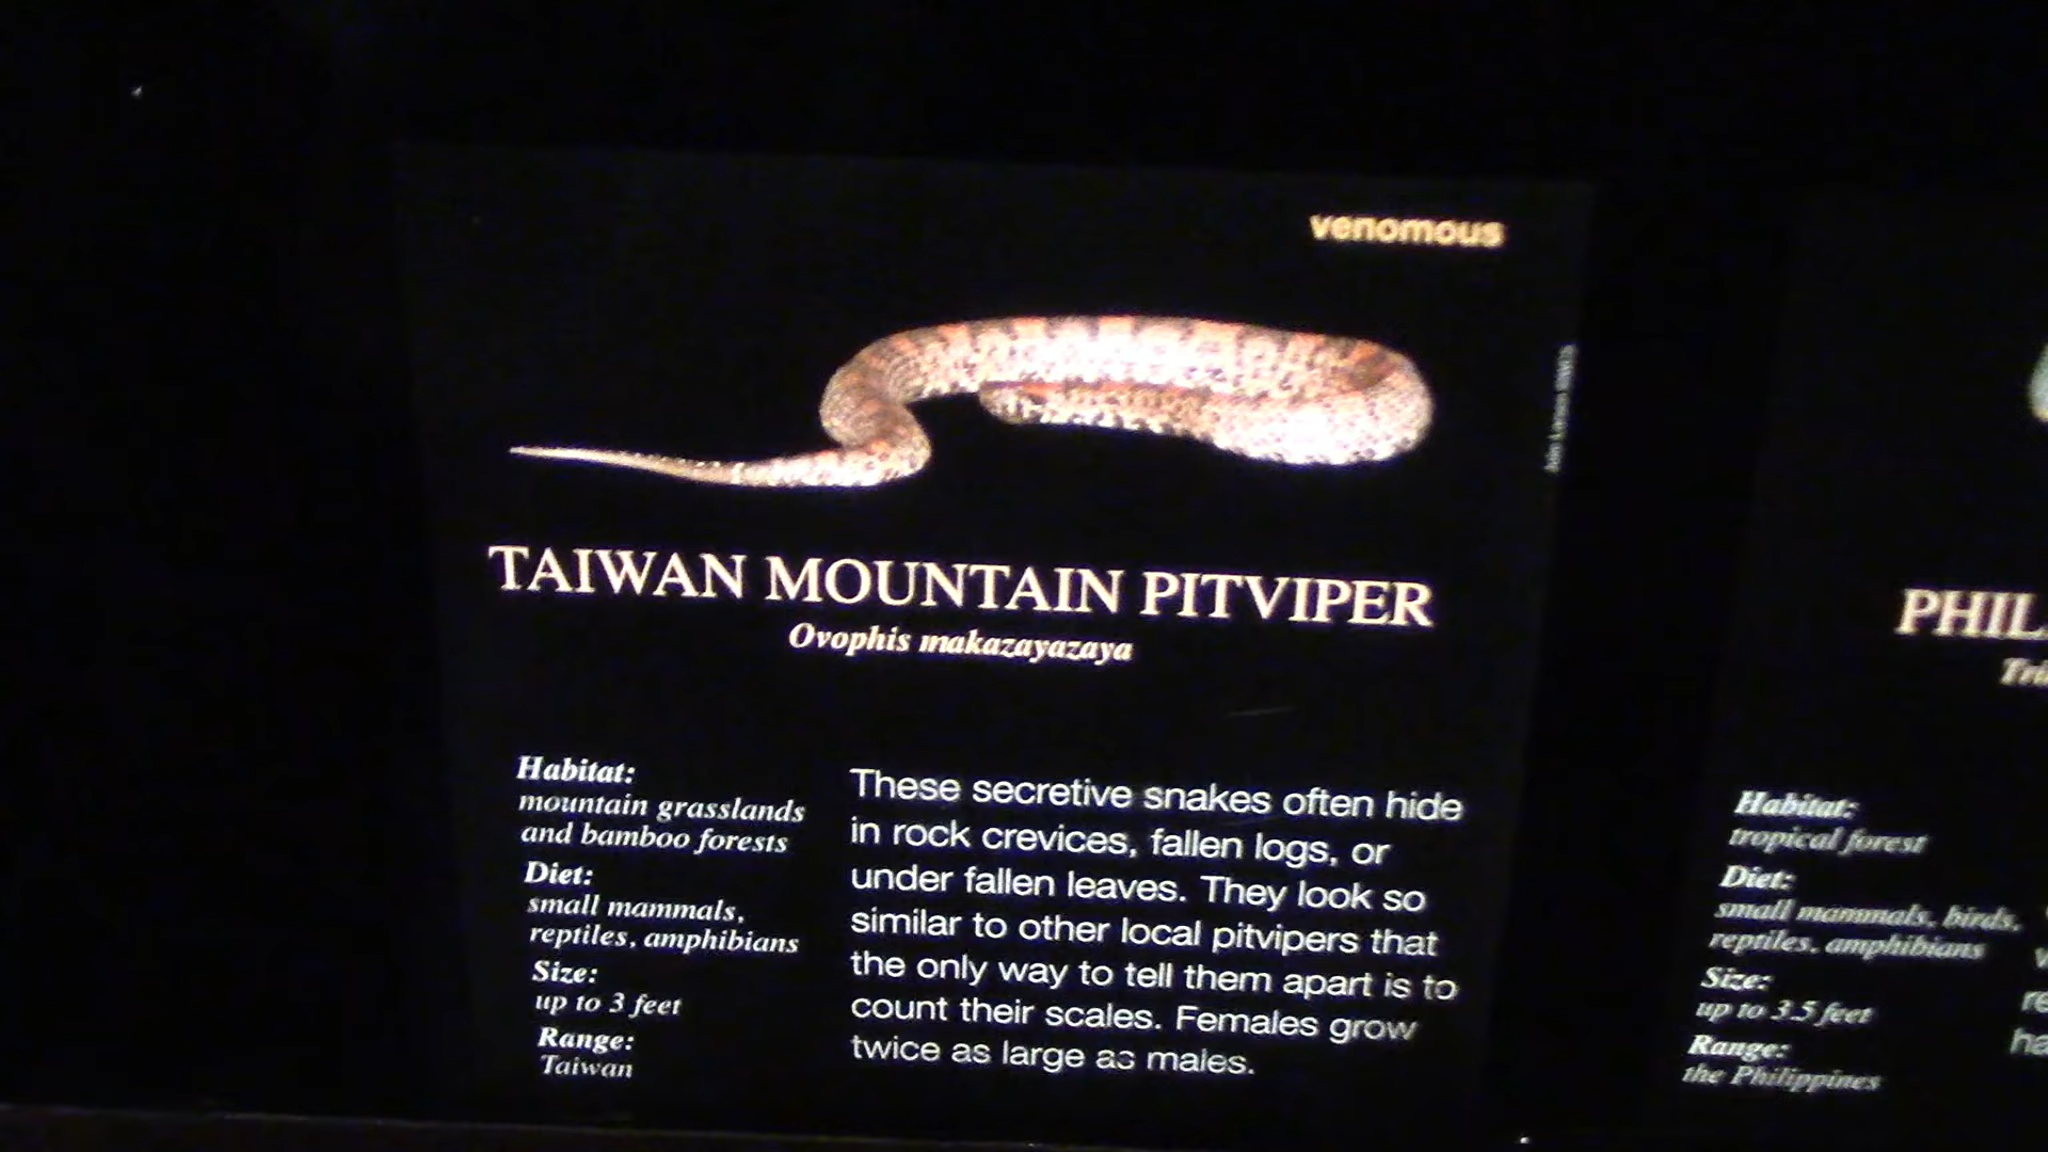 venomous
TAIWAN MOUNTAIN PITVIPER
Ovophis makazayazaya
Habitat:
mountain grasslands
and bamboo forests
Diet:
small mammals,
reptiles, amphibians
Size:
up to 3 feet
Range:
Taiwan
These secretive snakes often hide
in rock crevices, fallen logs, or
under fallen leaves. They look so
similar to other local pitvipers that
the only way to tell them apart is to
count their scales. Females grow
twice as large as males.
PHIL
Tri
Habitat:
tropical forest
Diet:
small mammals, birds,
reptiles, amphibians
Size:
up to 3.5 feet
Range:
the Philippines
re
ha